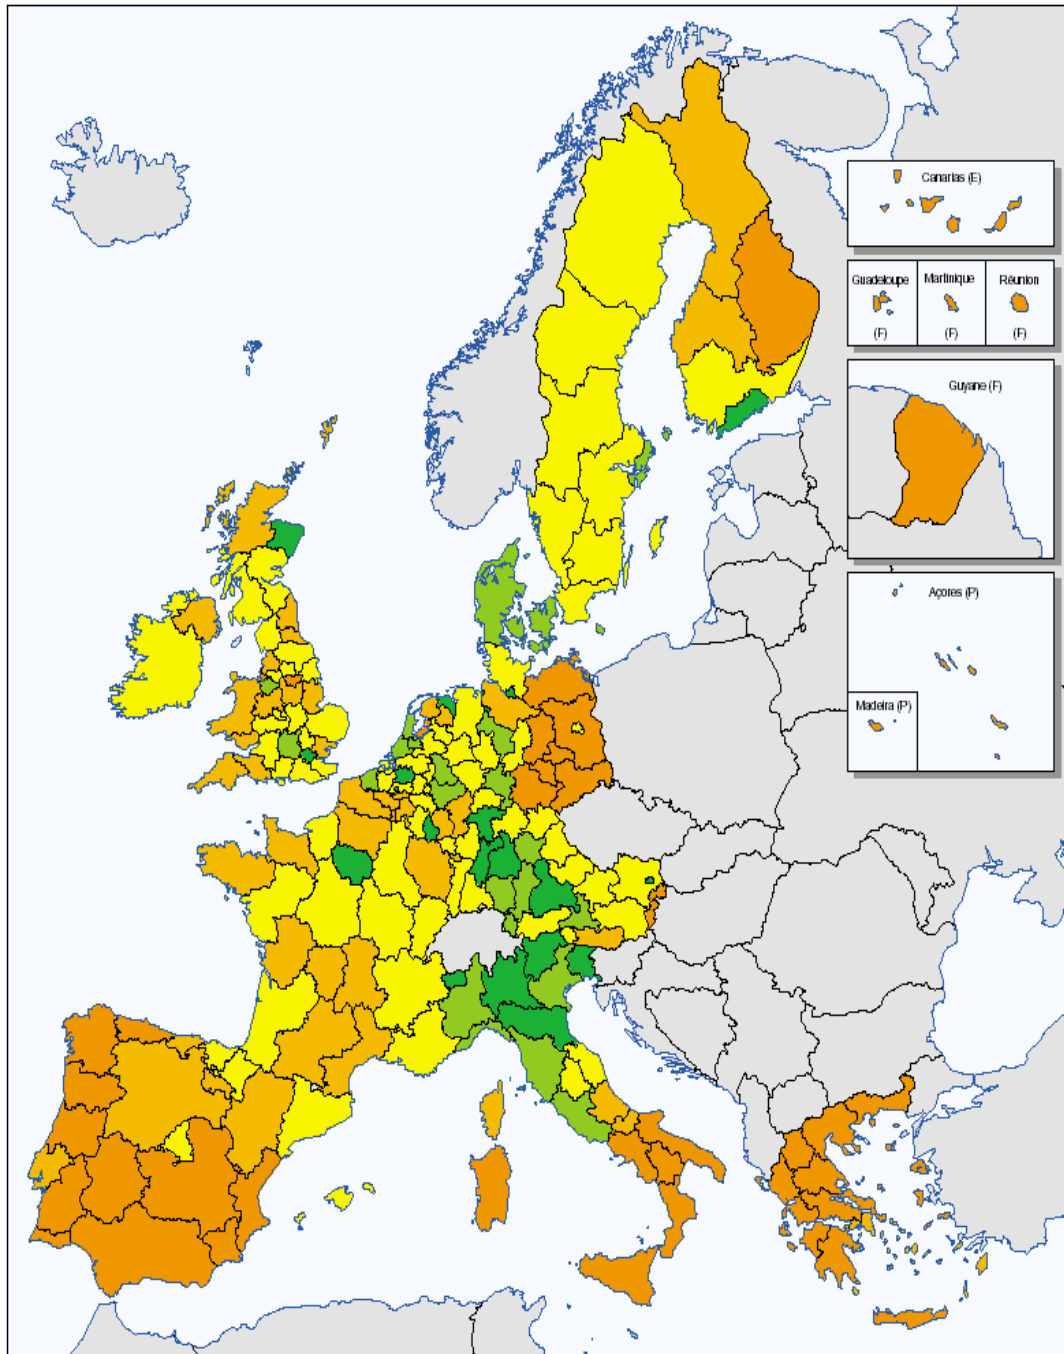 Canarias (E)
Guadeloupe
Martinique
Réunion
(F)
(F)
(F)
Guyane (F)
Açores (P)
Madeira (P)